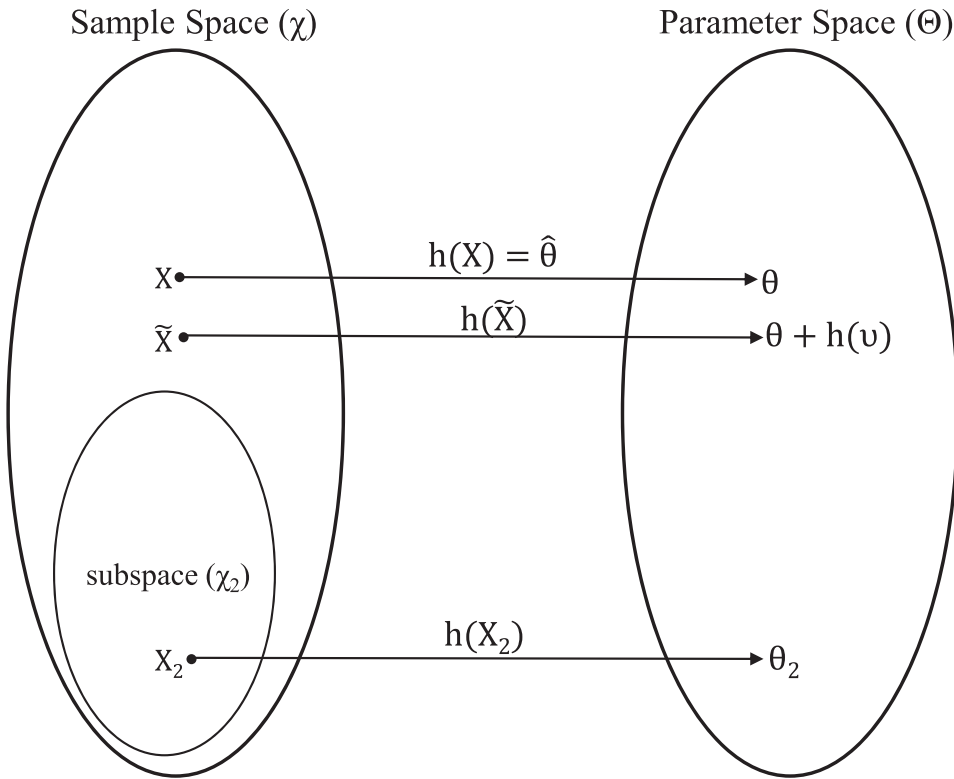 Sample Space (χ)
Parameter Space (Θ)
h(X) = θ̂
X
θ
h(X̃)
X̃
θ + h(υ)
subspace (χ₂)
h(X₂)
X₂
θ₂